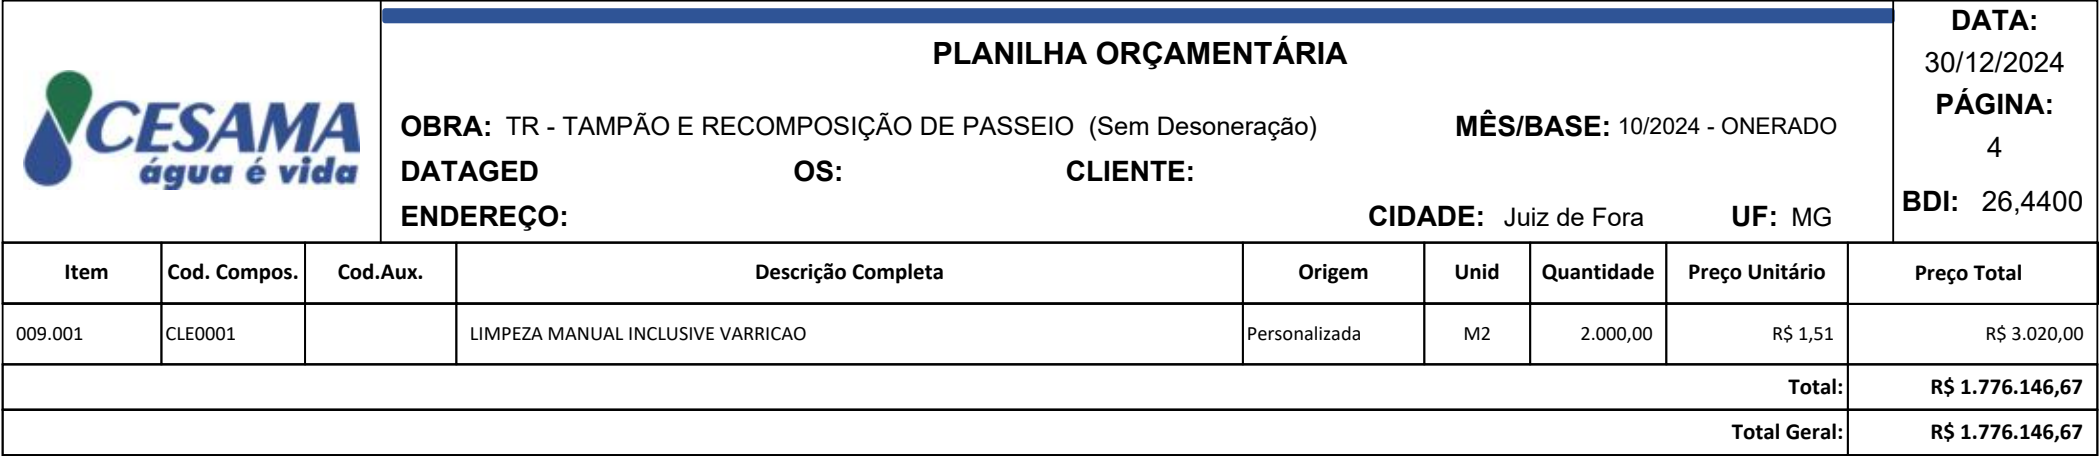 CESAMA
água é vida
PLANILHA ORÇAMENTÁRIA
DATA:
30/12/2024
PÁGINA:
4
BDI: 26,4400
OBRA: TR - TAMPÃO E RECOMPOSIÇÃO DE PASSEIO (Sem Desoneração) MÊS/BASE: 10/2024 - ONERADO
DATAGED OS: CLIENTE:
ENDEREÇO: CIDADE: Juiz de Fora UF: MG
Item Cod. Compos. Cod.Aux. Descrição Completa Origem Unid Quantidade Preço Unitário Preço Total
009.001 CLE0001 LIMPEZA MANUAL INCLUSIVE VARRICAO Personalizada M2 2.000,00 R$ 1,51 R$ 3.020,00
Total: R$ 1.776.146,67
Total Geral: R$ 1.776.146,67